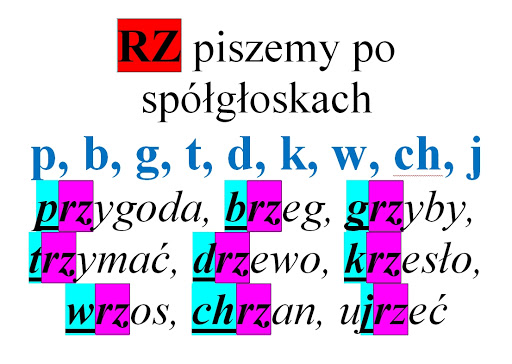 RZ piszemy po
spółgłoskach
p, b, g, t, d, k, w, ch, j
przygoda, brzeg, grzyby,
trzymać, drzewo, krzesło,
wrzos, chrzan, ujrzeć